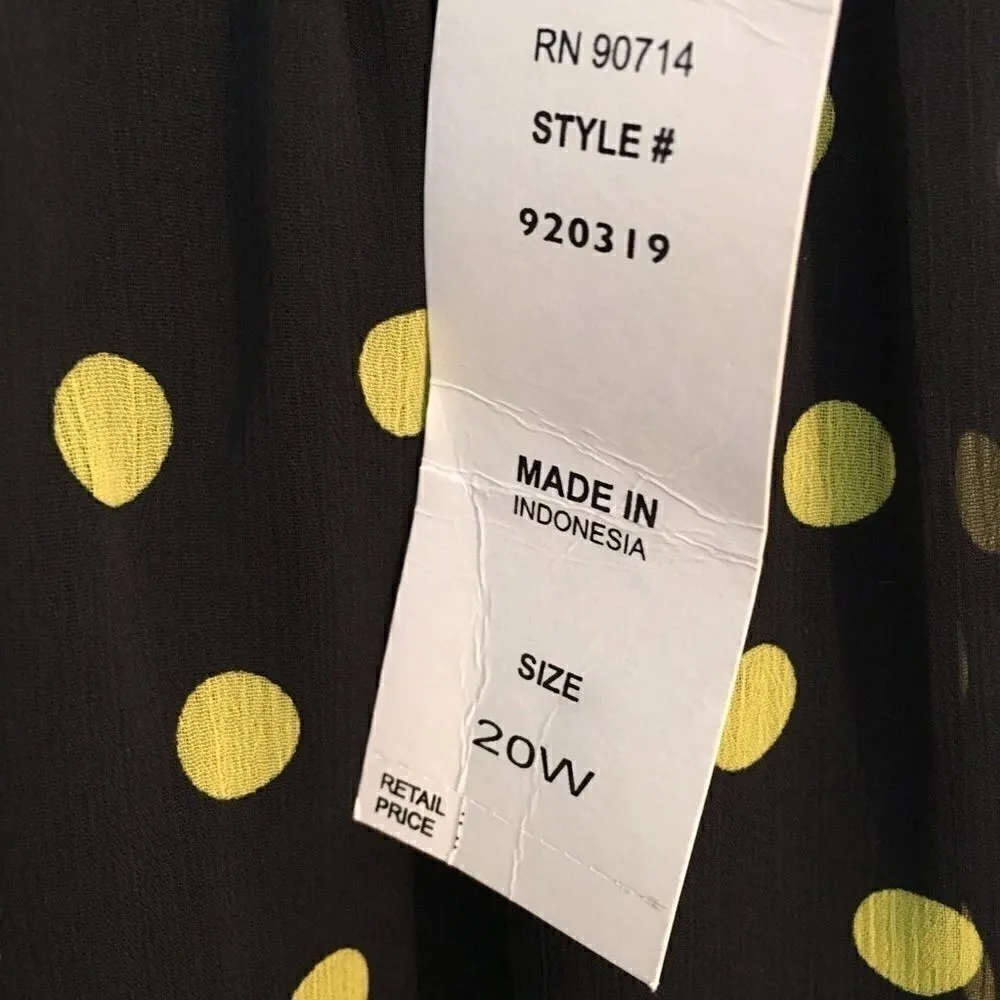 RN 90714
STYLE #
920319
MADE IN
INDONESIA
SIZE
20W
RETAIL
PRICE